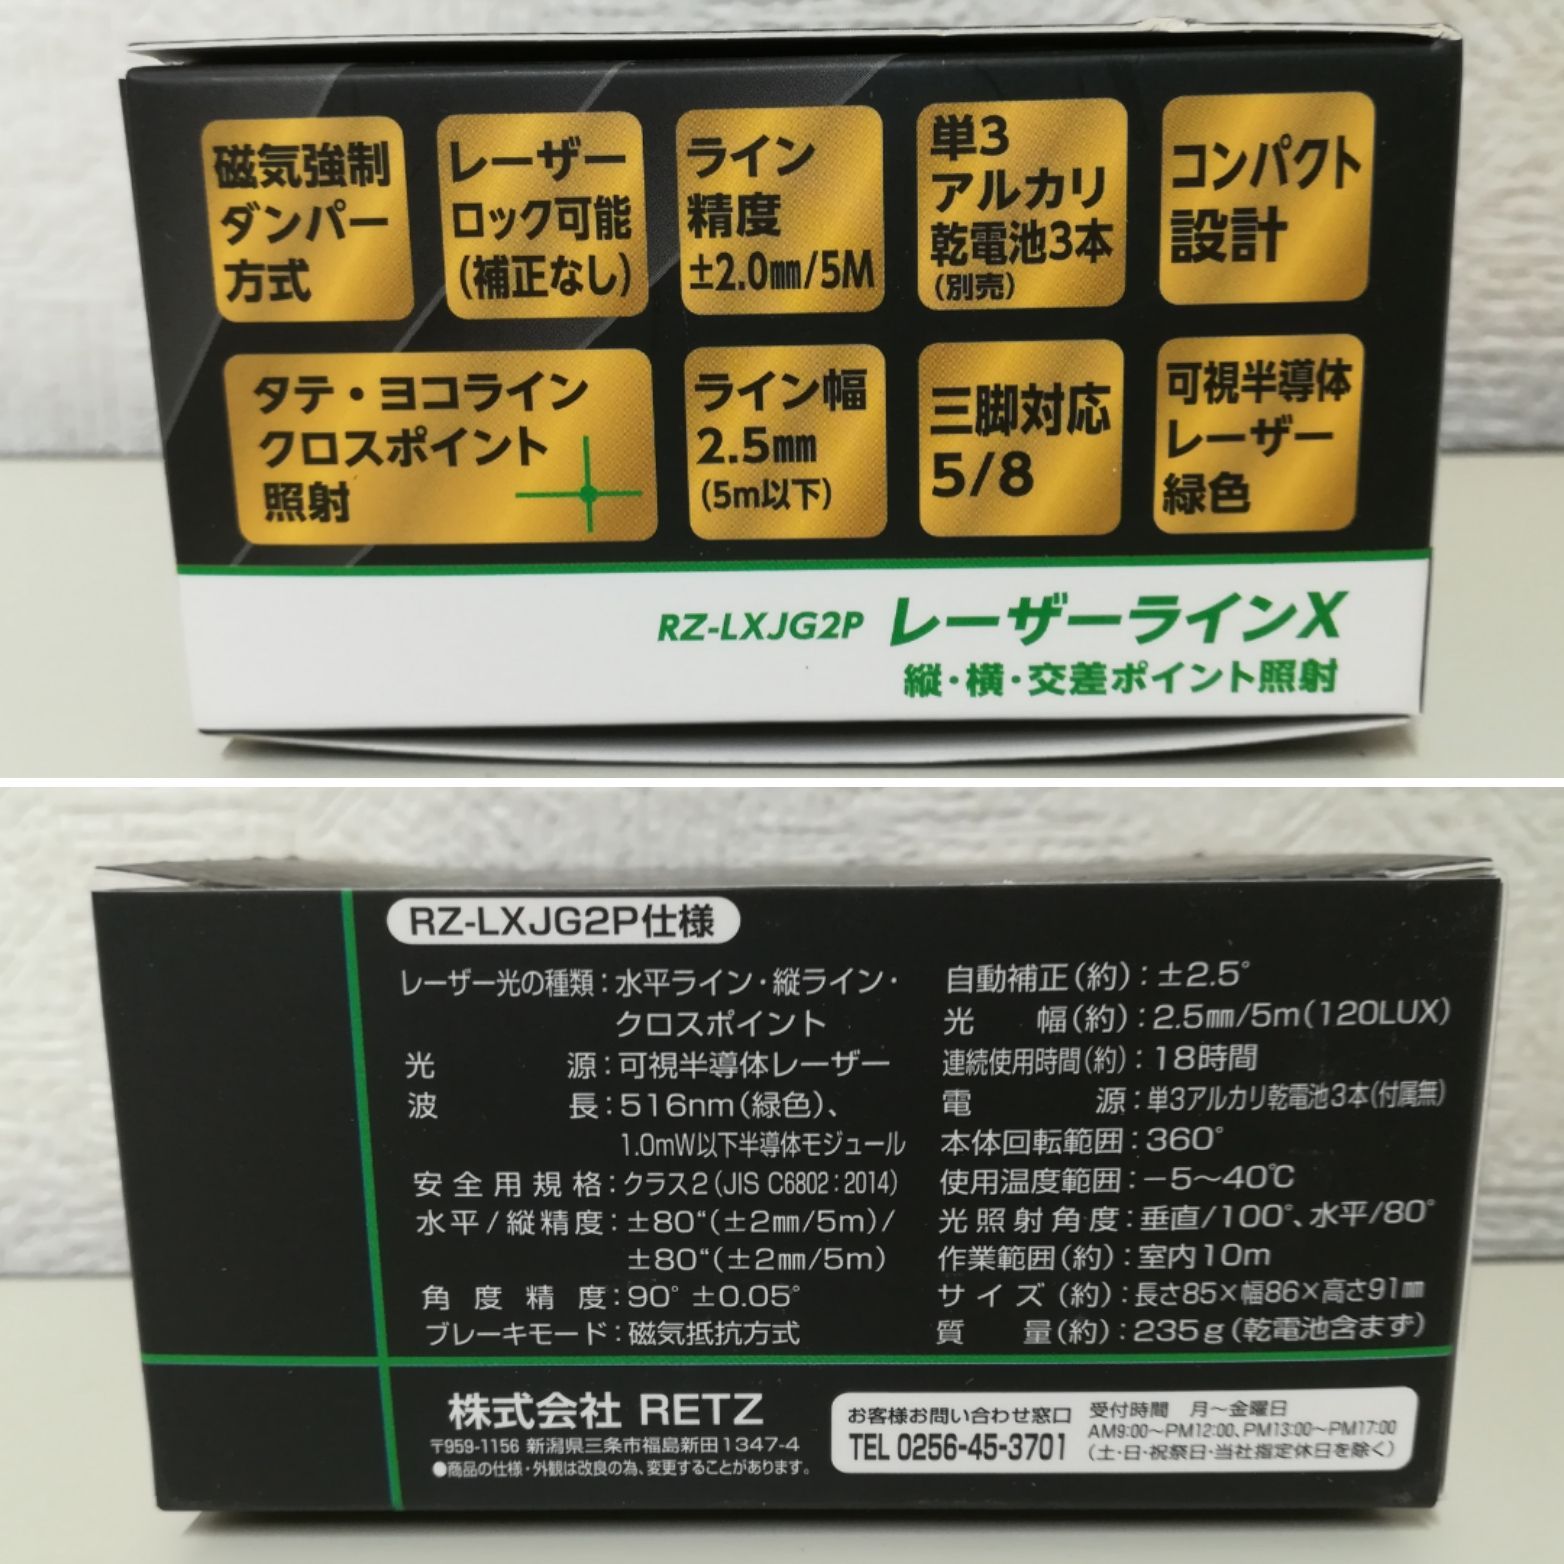 磁気強制
ダンパー
方式
レーザー
ロック可能
(補正なし)
ライン
精度
±2.0㎜/5M
単3
アルカリ
乾電池3本
(別売)
コンパクト
設計
タテ・ヨコライン
クロスポイント
照射
ライン幅
2.5㎜
(5m以下)
三脚対応
5/8
可視半導体
レーザー
緑色
RZ-LXJG2P レーザーラインX
縦・横・交差ポイント照射
RZ-LXJG2P仕様
レーザー光の種類：水平ライン・縦ライン・
クロスポイント
光源：可視半導体レーザー
波長：516nm(緑色)、
1.0mW以下半導体モジュール
安全用規格：クラス2(JIS C6802:2014)
水平/縦精度：±80“(±2㎜/5m)/
±80“(±2㎜/5m)
角度精度：90°±0.05°
ブレーキモード：磁気抵抗方式
自動補正(約)：±2.5°
光幅(約)：2.5㎜/5m(120LUX)
連続使用時間(約)：18時間
電源：単3アルカリ乾電池3本(付属無)
本体回転範囲：360°
使用温度範囲：−5〜40℃
光照射角度：垂直/100°、水平/80°
作業範囲(約)：室内10m
サイズ(約)：長さ85×幅86×高さ91㎜
質量(約)：235g(乾電池含まず)
株式会社 RETZ
〒959-1156 新潟県三条市福島新田1347-4
●商品の仕様・外観は改良の為、変更することがあります。
お客様お問い合わせ窓口
TEL 0256-45-3701
受付時間 月〜金曜日
AM9:00〜PM12:00、PM13:00〜PM17:00
(土・日・祝祭日・当社指定休日を除く)